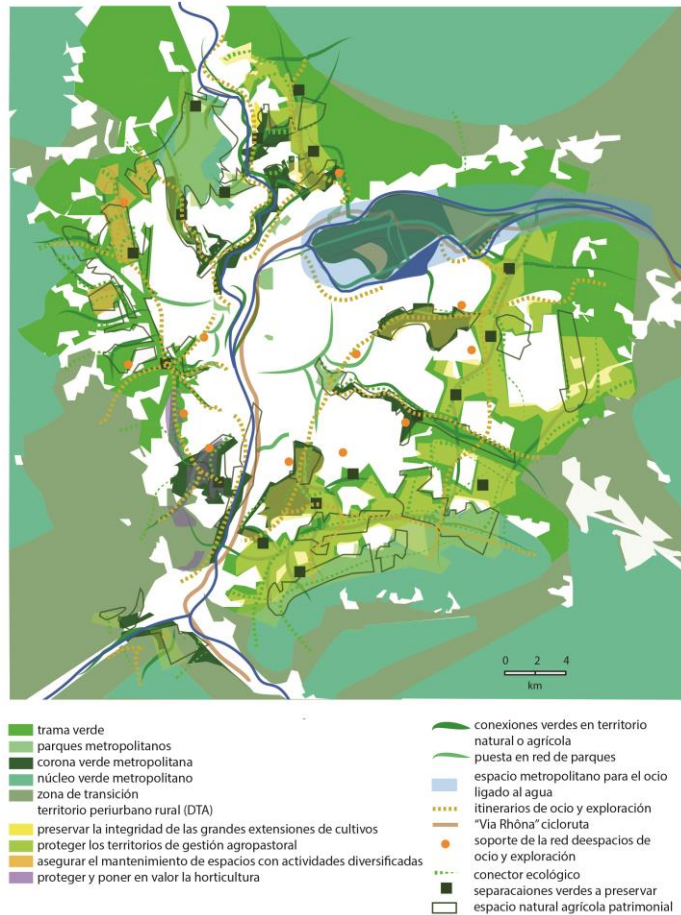 0 2 4
km
trama verde
parques metropolitanos
corona verde metropolitana
núcleo verde metropolitano
zona de transición
territorio periurbano rural (DTA)
preservar la integridad de las grandes extensiones de cultivos
proteger los territorios de gestión agropastoral
asegurar el mantenimiento de espacios con actividades diversificadas
proteger y poner en valor la horticultura
conexiones verdes en territorio
natural o agrícola
puesta en red de parques
espacio metropolitano para el ocio
ligado al agua
itinerarios de ocio y exploración
"Via Rhôna" cicloruta
soporte de la red deespacios de
ocio y exploración
conector ecológico
separacaiones verdes a preservar
espacio natural agrícola patrimonial